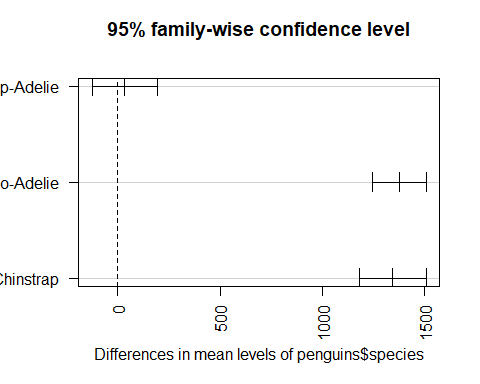 95% family-wise confidence level
p-Adelie
o-Adelie
Chinstrap
0
500
1000
1500
Differences in mean levels of penguins$species